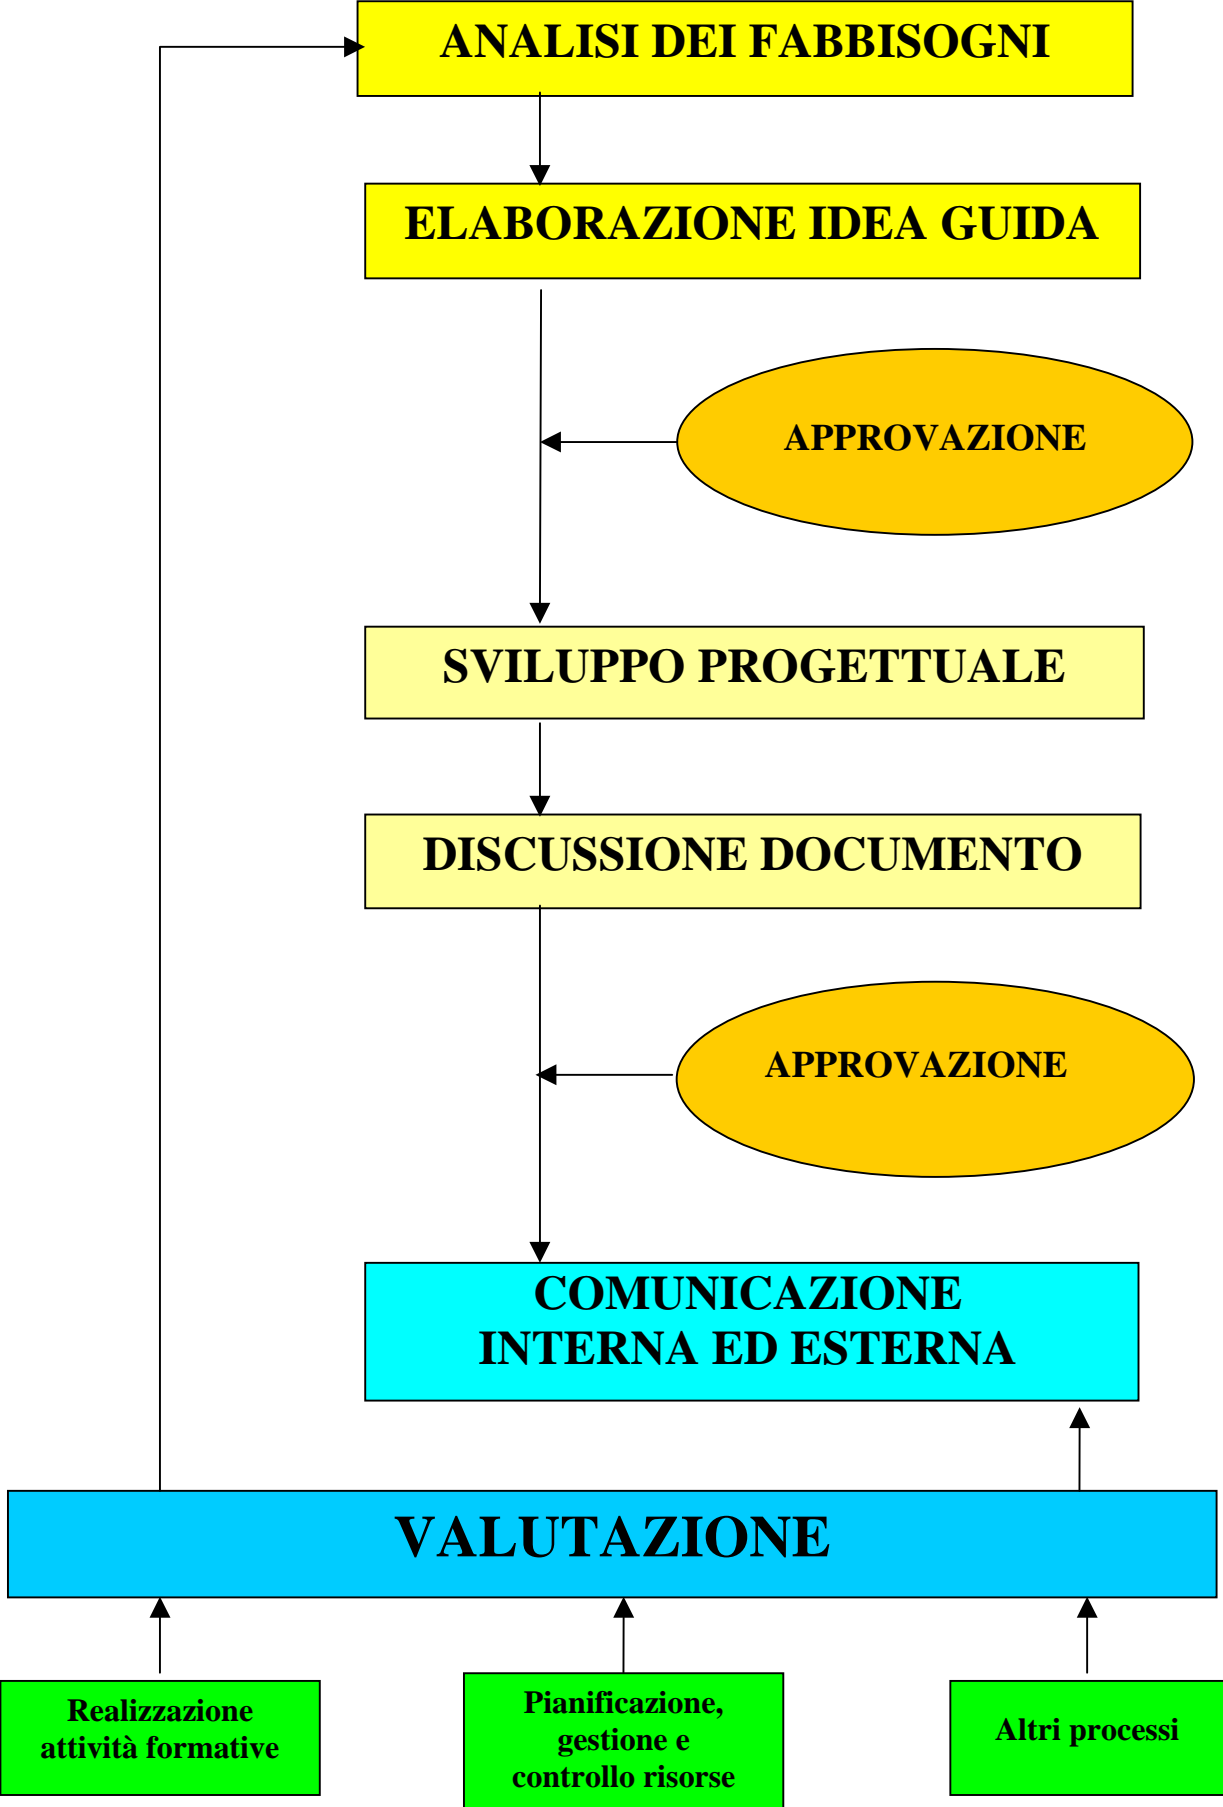 ANALISI DEI FABBISOGNI
ELABORAZIONE IDEA GUIDA
APPROVAZIONE
SVILUPPO PROGETTUALE
DISCUSSIONE DOCUMENTO
APPROVAZIONE
COMUNICAZIONE
INTERNA ED ESTERNA
VALUTAZIONE
Realizzazione
attività formative
Pianificazione,
gestione e
controllo risorse
Altri processi